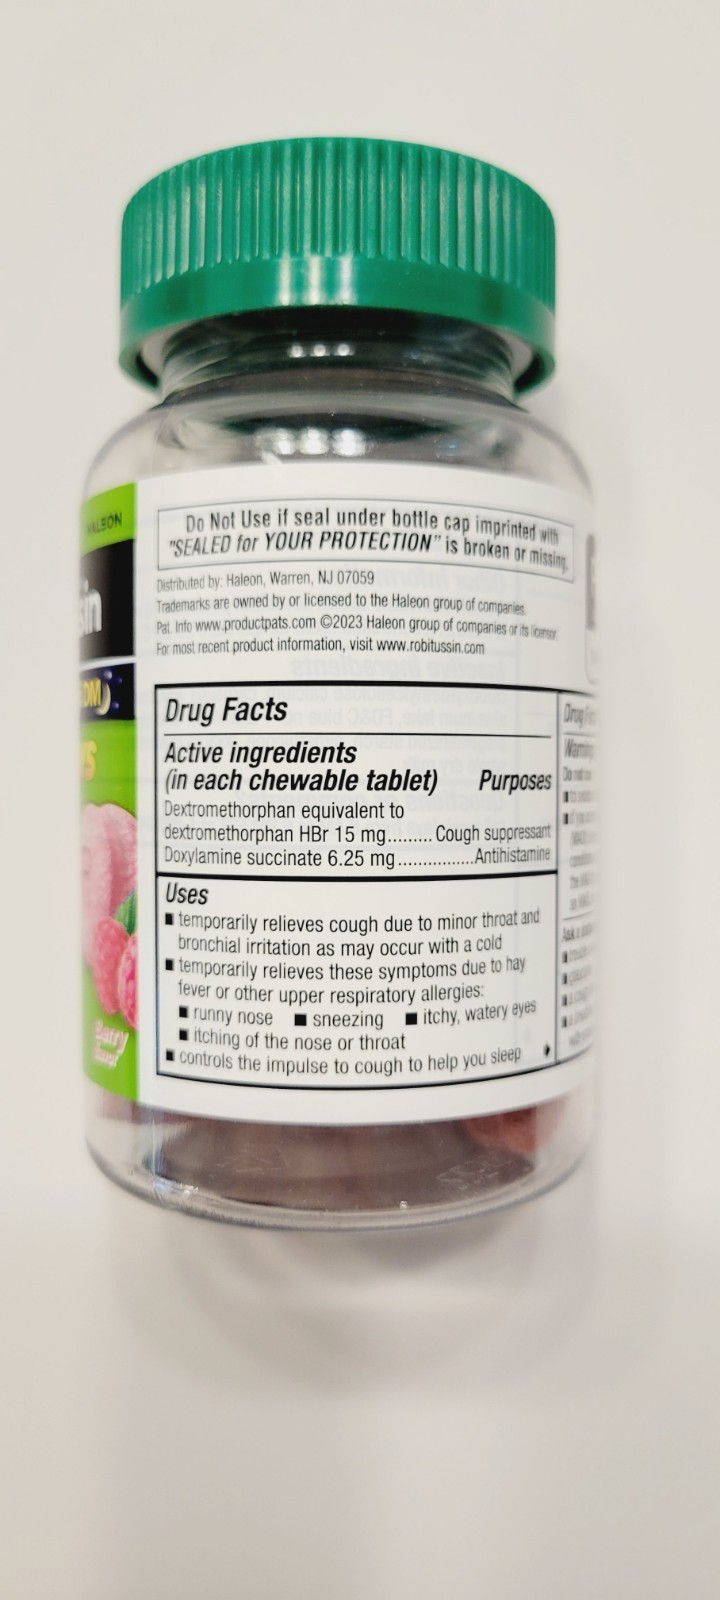 HALEON
sin
DM
Do Not Use if seal under bottle cap imprinted with
"SEALED for YOUR PROTECTION" is broken or missing.
Distributed by: Haleon, Warren, NJ 07059
Trademarks are owned by or licensed to the Haleon group of companies.
Pat. Info www.productpats.com ©2023 Haleon group of companies or its licensor.
For most recent product information, visit www.robitussin.com
Drug Facts
Active ingredients
(in each chewable tablet) Purposes
Dextromethorphan equivalent to
dextromethorphan HBr 15 mg......... Cough suppressant
Doxylamine succinate 6.25 mg................Antihistamine
Uses
■ temporarily relieves cough due to minor throat and
bronchial irritation as may occur with a cold
■ temporarily relieves these symptoms due to hay
fever or other upper respiratory allergies:
■ runny nose ■ sneezing ■ itchy, watery eyes
■ itching of the nose or throat
■ controls the impulse to cough to help you sleep
Berry
Drug